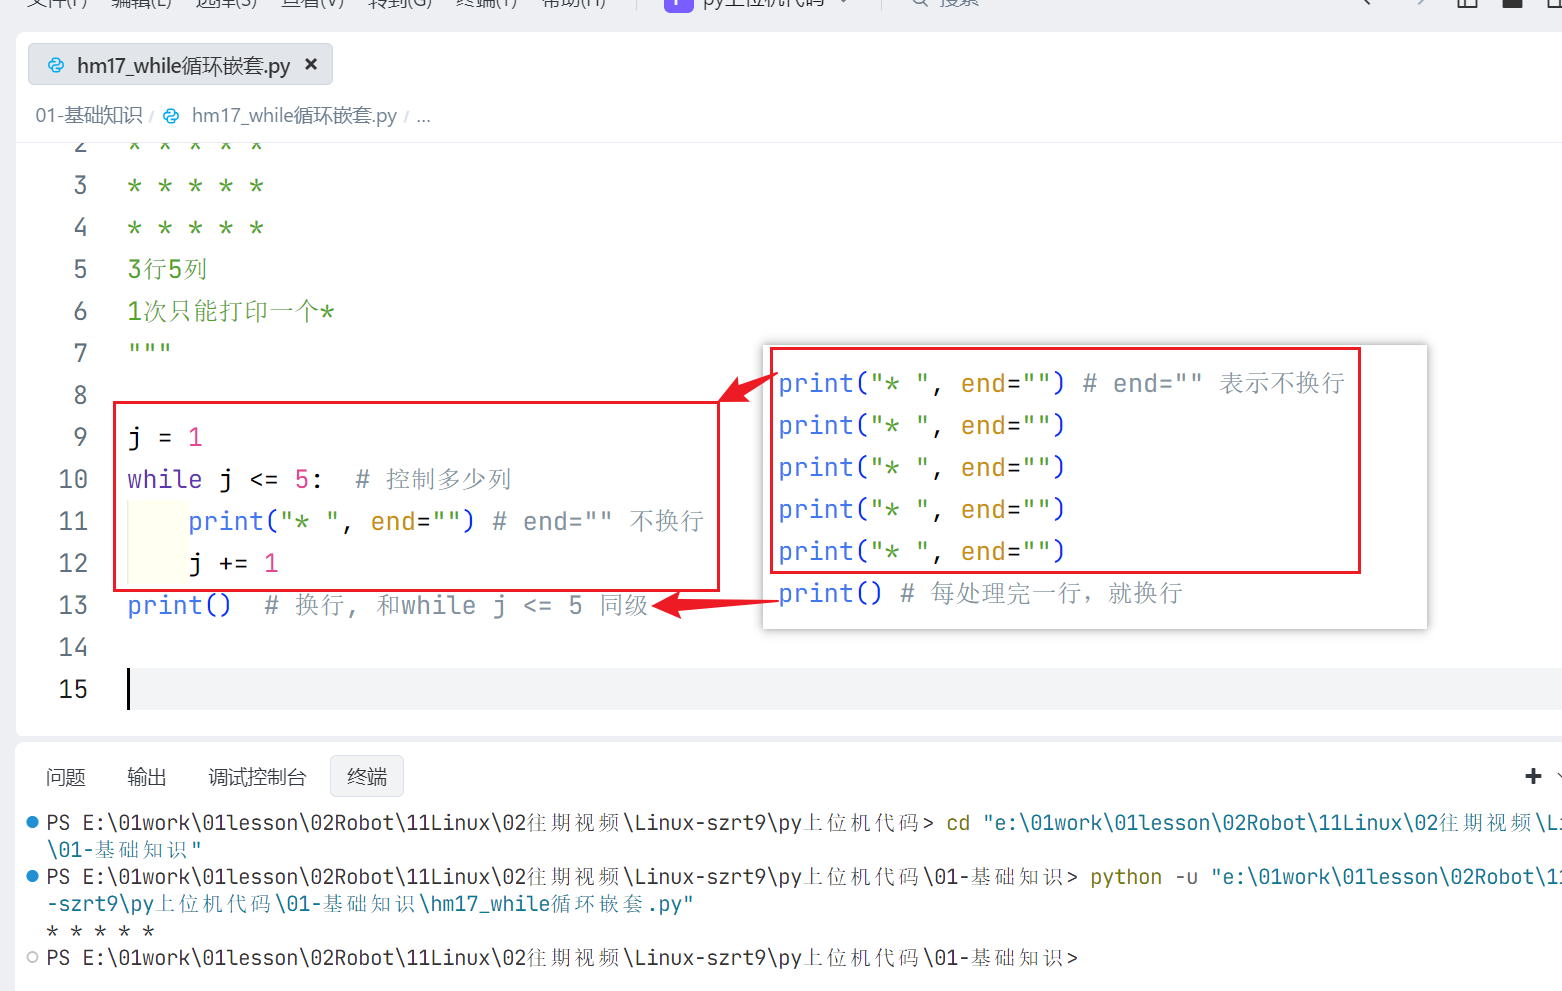 文件(F) 编辑(E) 选择(S) 查看(V) 转到(G) 终端(T) 帮助(H) py上位机代码 搜索
hm17_while循环嵌套.py ×
01-基础知识 / hm17_while循环嵌套.py / ...
2 * * * * *
3 * * * * *
4 * * * * *
5 3行5列
6 1次只能打印一个*
7 """
8
9 j = 1
10 while j <= 5:  # 控制多少列
11     print("* ", end="") # end="" 不换行
12     j += 1
13 print()  # 换行, 和while j <= 5 同级
14
15
print("* ", end="") # end="" 表示不换行
print("* ", end="")
print("* ", end="")
print("* ", end="")
print("* ", end="")
print() # 每处理完一行，就换行
问题 输出 调试控制台 终端
PS E:\01work\01lesson\02Robot\11Linux\02往期视频\Linux-szrt9\py上位机代码> cd "e:\01work\01lesson\02Robot\11Linux\02往期视频\Li
\01-基础知识"
PS E:\01work\01lesson\02Robot\11Linux\02往期视频\Linux-szrt9\py上位机代码\01-基础知识> python -u "e:\01work\01lesson\02Robot\11
-szrt9\py上位机代码\01-基础知识\hm17_while循环嵌套.py"
* * * * *
PS E:\01work\01lesson\02Robot\11Linux\02往期视频\Linux-szrt9\py上位机代码\01-基础知识>